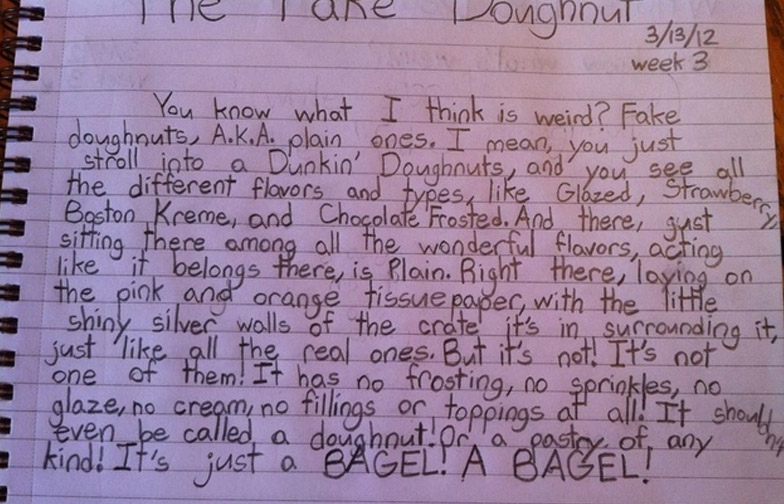 The Fake Doughnut
3/13/12
week 3
You know what I think is weird? Fake
doughnuts, A.K.A. plain ones. I mean, you just
stroll into a Dunkin' Doughnuts, and you see all
the different flavors and types, like Glazed, Strawberry,
Boston Kreme, and Chocolate Frosted. And there, just
sitting there among all the wonderful flavors, acting
like it belongs there, is Plain. Right there, laying on
the pink and orange tissue paper, with the little
shiny silver walls of the crate it's in surrounding it,
just like all the real ones. But it's not! It's not
one of them! It has no frosting, no sprinkles, no
glaze, no cream, no fillings or toppings at all! It shouldn't
even be called a doughnut! Or a pastry of any
kind! It's just a BAGEL! A BAGEL!